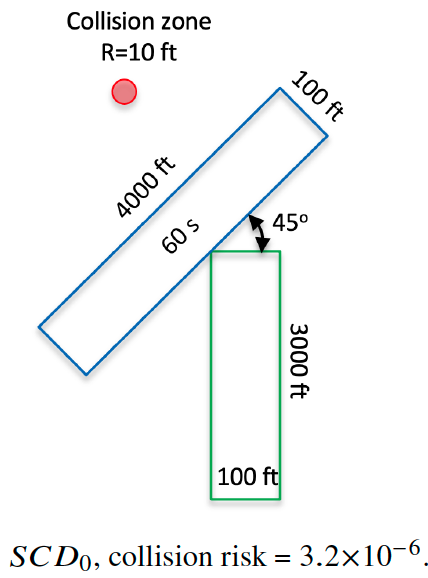 Collision zone
R=10 ft
100 ft
4000 ft
60 s
45°
3000 ft
100 ft
SCD₀, collision risk = 3.2×10⁻⁶.